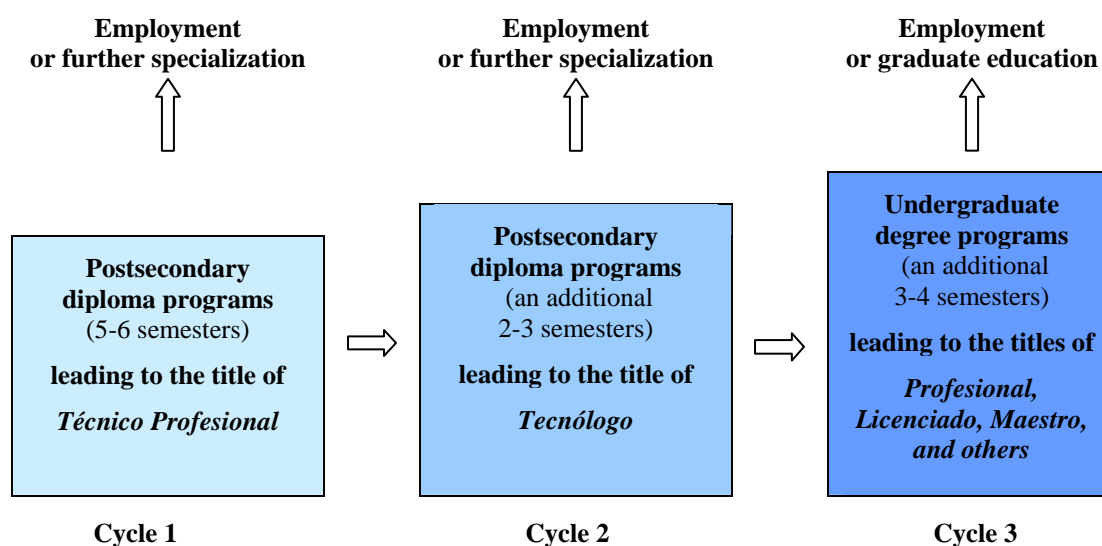 Employment
or further specialization
Employment
or further specialization
Employment
or graduate education
Postsecondary
diploma programs
(5-6 semesters)
leading to the title of
Técnico Profesional
Postsecondary
diploma programs
(an additional
2-3 semesters)
leading to the title of
Tecnólogo
Undergraduate
degree programs
(an additional
3-4 semesters)
leading to the titles of
Profesional,
Licenciado, Maestro,
and others
Cycle 1
Cycle 2
Cycle 3